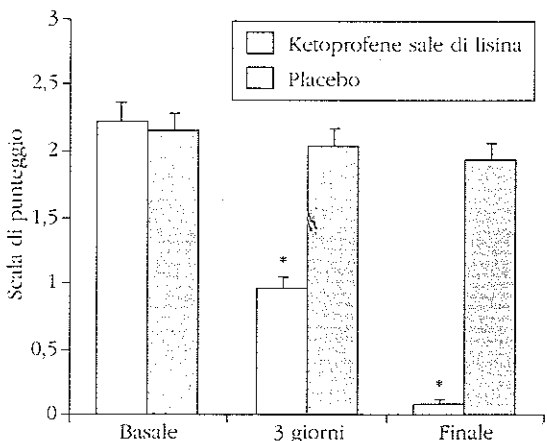 3
2,5
2
1,5
1
0,5
0
Scala di punteggio
Ketoprofene sale di lisina
Placebo
*
*
Basale
3 giorni
Finale